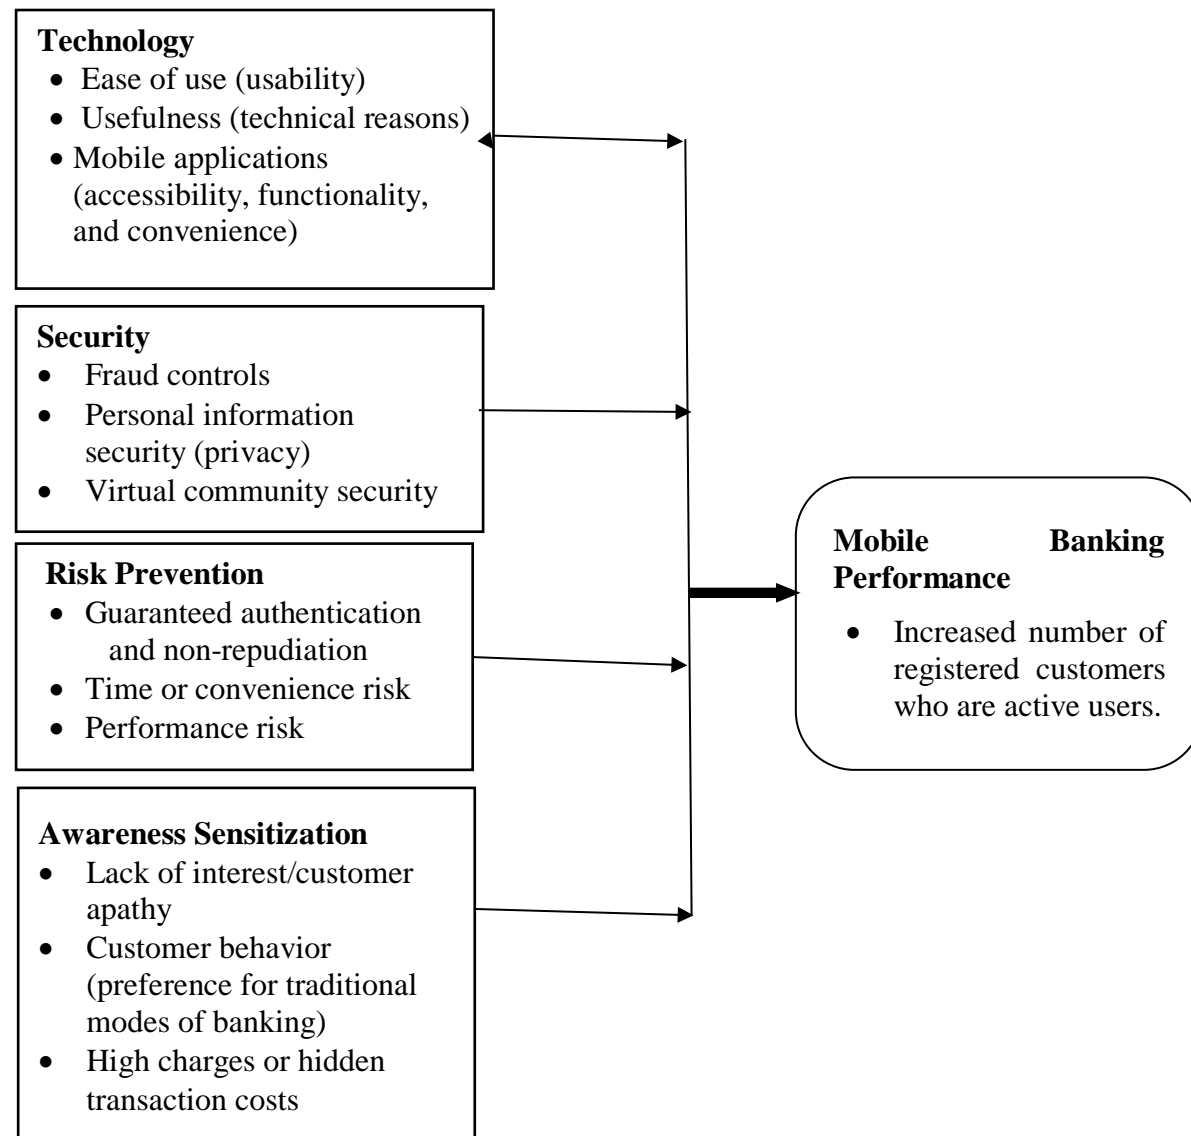 Technology
• Ease of use (usability)
• Usefulness (technical reasons)
• Mobile applications
(accessibility, functionality,
and convenience)
Security
• Fraud controls
• Personal information
security (privacy)
• Virtual community security
Risk Prevention
• Guaranteed authentication
and non-repudiation
• Time or convenience risk
• Performance risk
Awareness Sensitization
• Lack of interest/customer
apathy
• Customer behavior
(preference for traditional
modes of banking)
• High charges or hidden
transaction costs
Mobile Banking
Performance
• Increased number of
registered customers
who are active users.